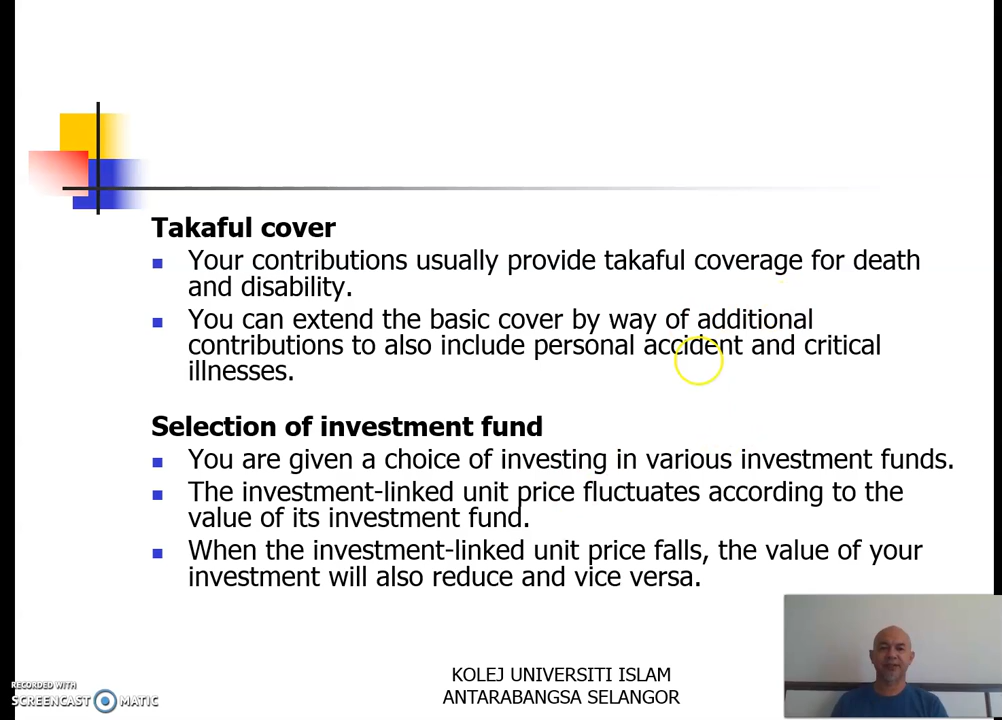 Takaful cover
Your contributions usually provide takaful coverage for death
and disability.
You can extend the basic cover by way of additional
contributions to also include personal accident and critical
illnesses.
Selection of investment fund
You are given a choice of investing in various investment funds.
The investment-linked unit price fluctuates according to the
value of its investment fund.
When the investment-linked unit price falls, the value of your
investment will also reduce and vice versa.
KOLEJ UNIVERSITI ISLAM
ANTARABANGSA SELANGOR
RECORDED WITH
SCREENCAST MATIC